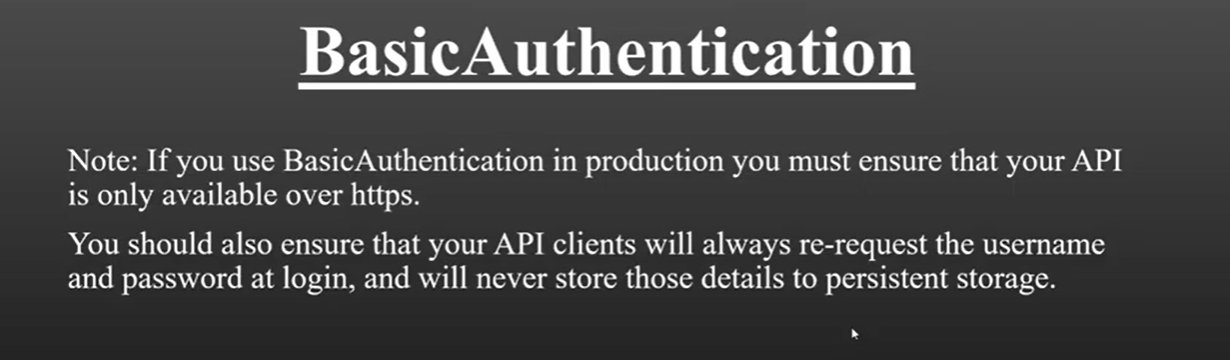 BasicAuthentication
Note: If you use BasicAuthentication in production you must ensure that your API
is only available over https.
You should also ensure that your API clients will always re-request the username
and password at login, and will never store those details to persistent storage.